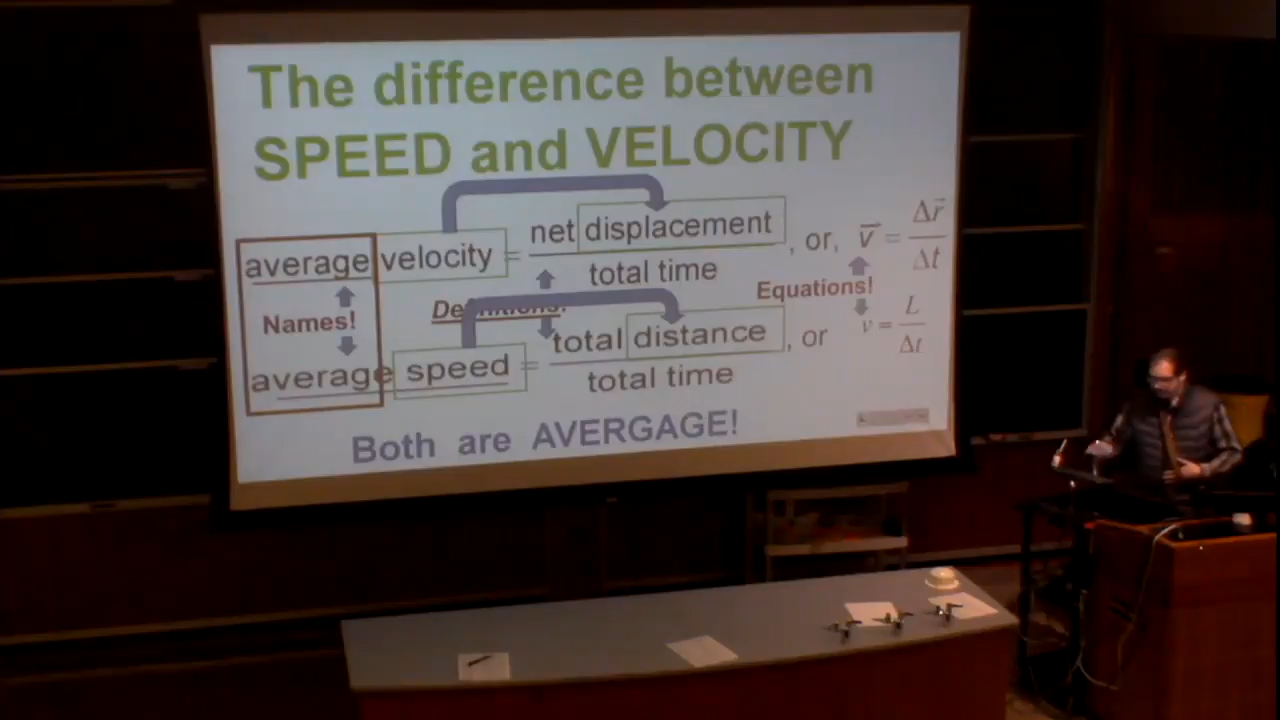 The difference between
SPEED and VELOCITY
average velocity = net displacement / total time , or, v⃗ = Δr⃗ / Δt
Names!
Definitions:
Equations!
average speed = total distance / total time , or v = L / Δt
Both are AVERGAGE!